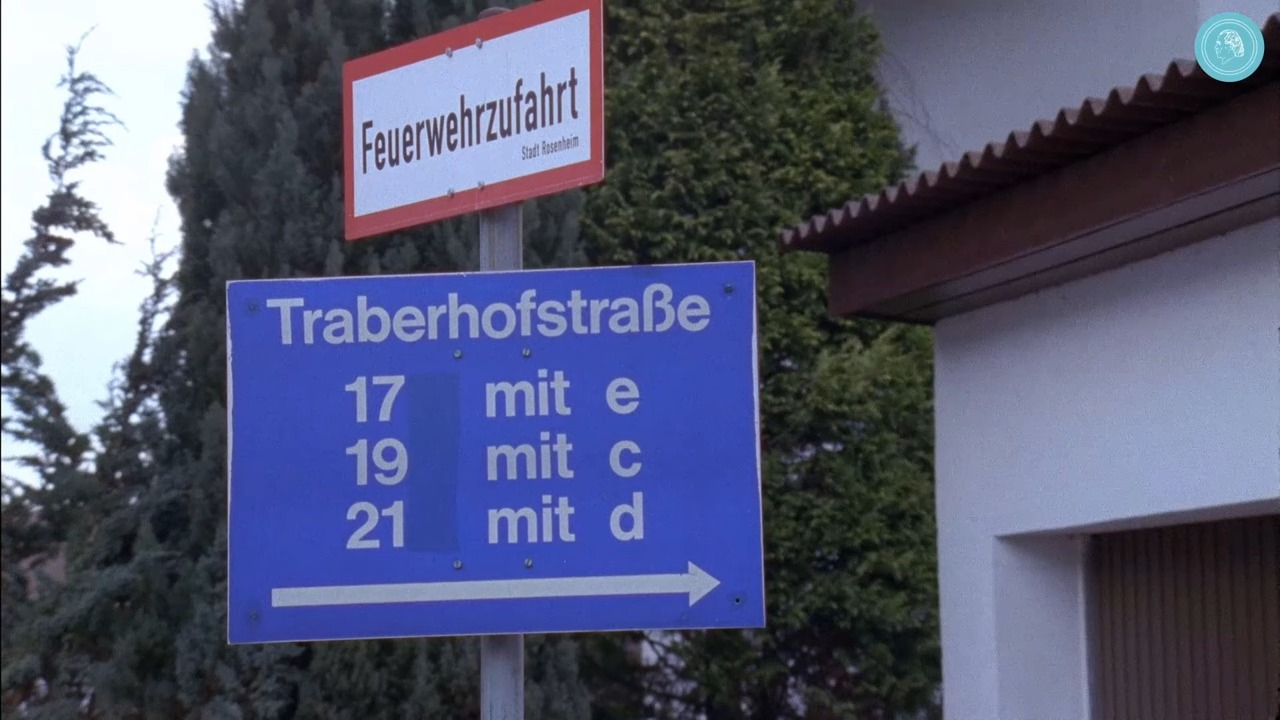 Feuerwehrzufahrt
Stadt Rosenheim
Traberhofstraße
17 mit e
19 mit c
21 mit d